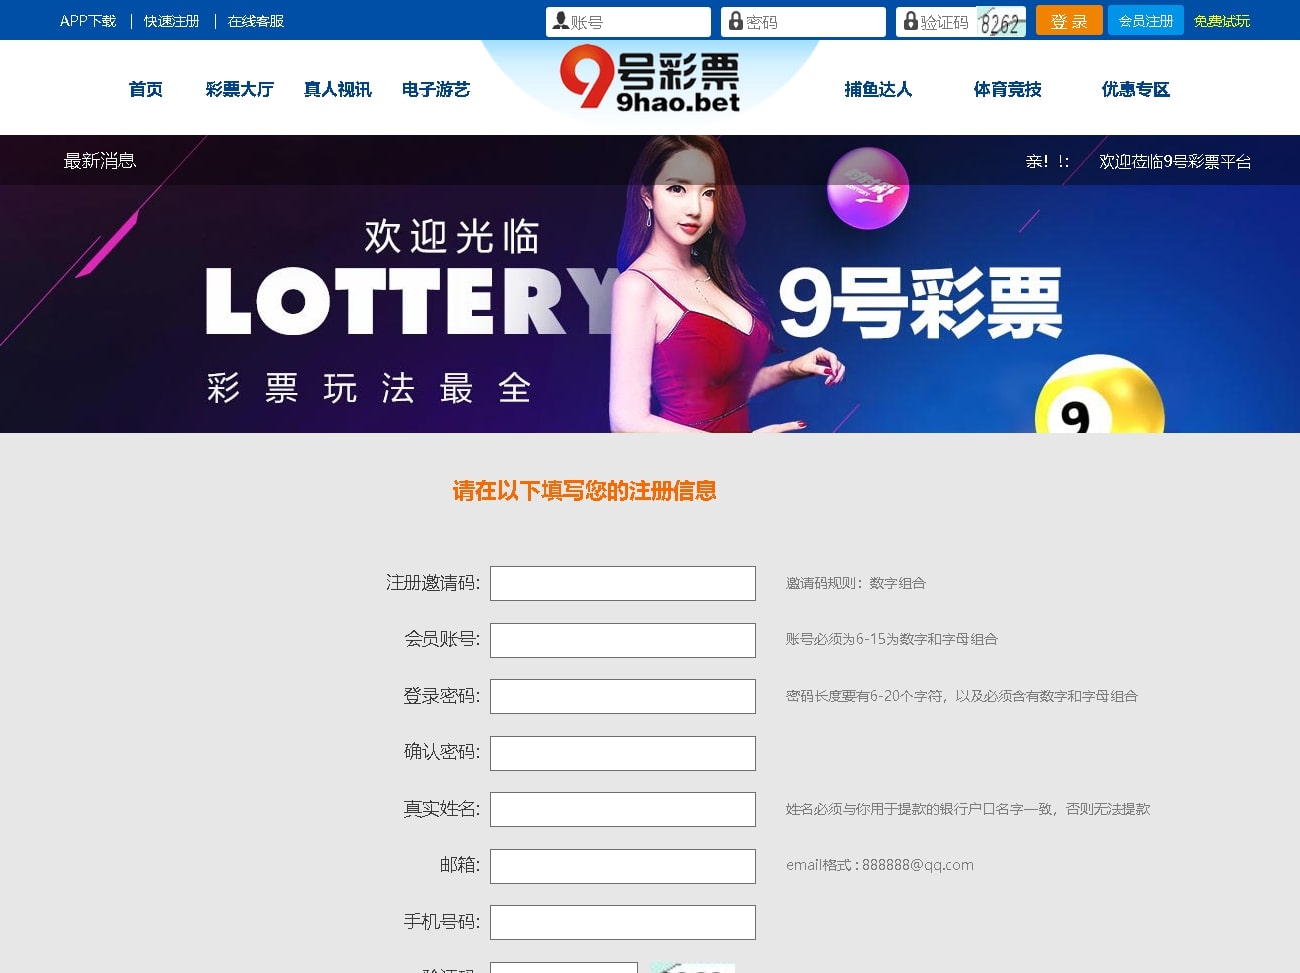 APP下载 | 快速注册 | 在线客服
账号
密码
验证码
8262
登 录
会员注册
免费试玩
首页
彩票大厅
真人视讯
电子游艺
9号彩票
9hao.bet
捕鱼达人
体育竞技
优惠专区
最新消息
亲！!: 欢迎莅临9号彩票平台
时时彩
LOTTERY
欢迎光临
LOTTERY
9号彩票
彩票玩法最全
9
请在以下填写您的注册信息
注册邀请码:
邀请码规则：数字组合
会员账号:
账号必须为6-15为数字和字母组合
登录密码:
密码长度要有6-20个字符，以及必须含有数字和字母组合
确认密码:
真实姓名:
姓名必须与你用于提款的银行户口名字一致，否则无法提款
邮箱:
email格式 : 888888@qq.com
手机号码:
验证码: